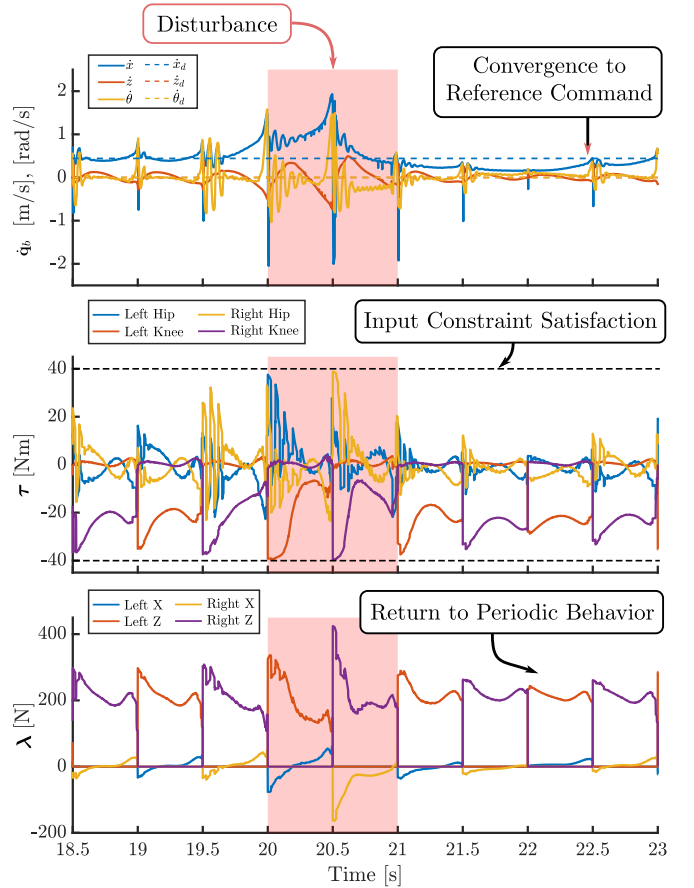 Disturbance
ẋ ẋ_d
ż ż_d
θ̇ θ̇_d
Convergence to
Reference Command
2
1
0
-1
-2
q̇_b [m/s], [rad/s]
Left Hip Right Hip
Left Knee Right Knee
Input Constraint Satisfaction
40
20
0
-20
-40
τ [Nm]
Left X Right X
Left Z Right Z
Return to Periodic Behavior
400
200
0
-200
λ [N]
18.5 19 19.5 20 20.5 21 21.5 22 22.5 23
Time [s]